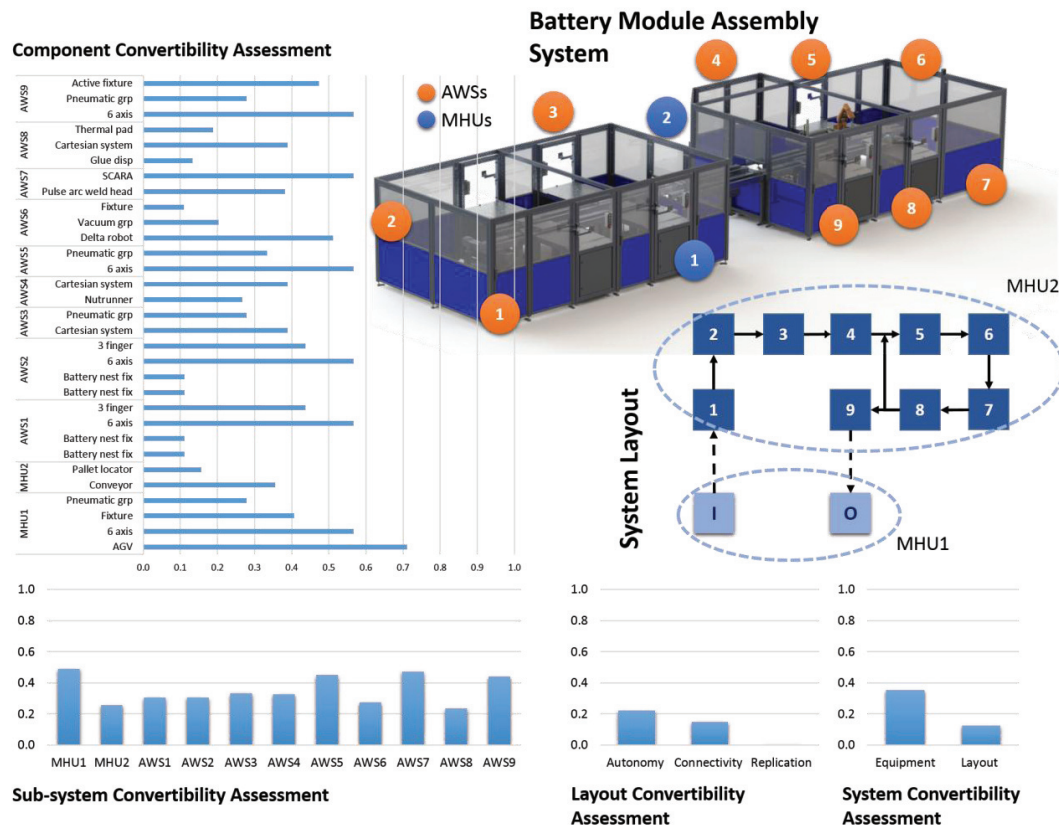 Battery Module Assembly
System
Component Convertibility Assessment
AWSs
MHUs
AWS9
Active fixture
Pneumatic grp
6 axis
AWS8
Thermal pad
Cartesian system
Glue disp
AWS7
SCARA
Pulse arc weld head
AWS6
Fixture
Vacuum grp
Delta robot
AWS5
Pneumatic grp
6 axis
AWS4
Cartesian system
Nutrunner
AWS3
Pneumatic grp
Cartesian system
AWS2
3 finger
6 axis
Battery nest fix
Battery nest fix
AWS1
3 finger
6 axis
Battery nest fix
Battery nest fix
MHU2
Pallet locator
Conveyor
MHU1
Pneumatic grp
Fixture
6 axis
AGV
0.0 0.1 0.2 0.3 0.4 0.5 0.6 0.7 0.8 0.9 1.0
4 5 6
3 2
2 7
9 8
1 1
MHU2
System Layout
2 3 4 5 6
1 9 8 7
I O
MHU1
1.0
0.8
0.6
0.4
0.2
0.0
MHU1 MHU2 AWS1 AWS2 AWS3 AWS4 AWS5 AWS6 AWS7 AWS8 AWS9
Sub-system Convertibility Assessment
1.0
0.8
0.6
0.4
0.2
0.0
Autonomy Connectivity Replication
Layout Convertibility
Assessment
1.0
0.8
0.6
0.4
0.2
0.0
Equipment Layout
System Convertibility
Assessment